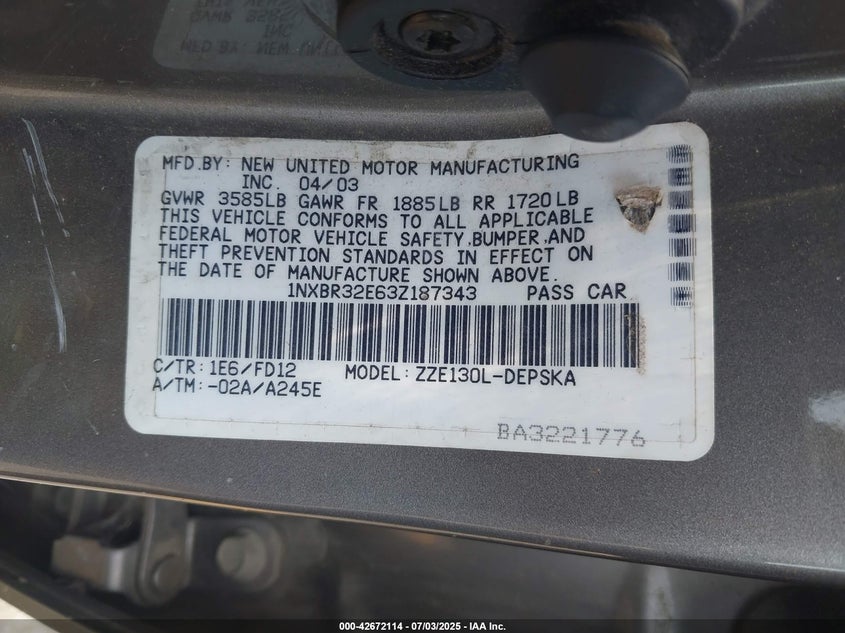 MFD.BY: NEW UNITED MOTOR MANUFACTURING
INC. 04/03
GVWR 3585LB GAWR FR 1885LB RR 1720LB
THIS VEHICLE CONFORMS TO ALL APPLICABLE
FEDERAL MOTOR VEHICLE SAFETY,BUMPER,AND
THEFT PREVENTION STANDARDS IN EFFECT ON
THE DATE OF MANUFACTURE SHOWN ABOVE.
1NXBR32E63Z187343 PASS CAR
C/TR: 1E6/FD12 MODEL: ZZE130L-DEPSKA
A/TM: -02A/A245E
BA3221776
000-42672114 - 07/03/2025 - IAA Inc.